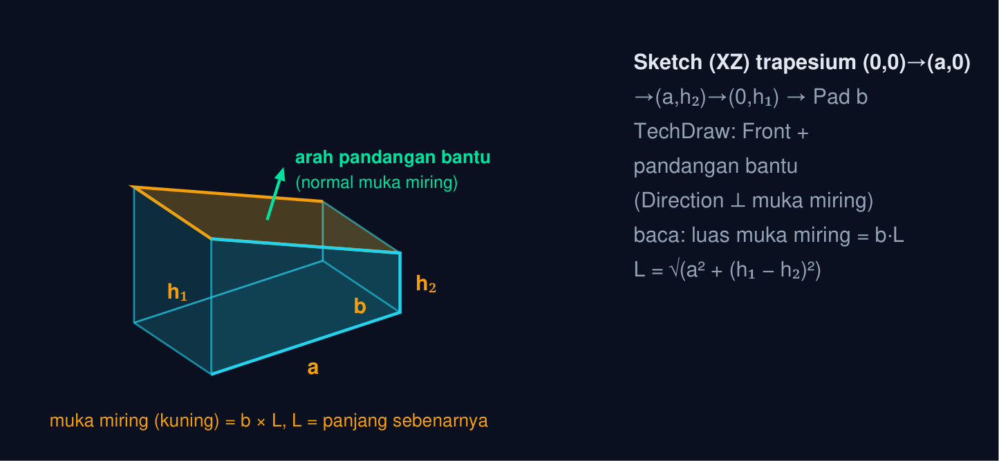 Sketch (XZ) trapesium (0,0)→(a,0)
→(a,h₂)→(0,h₁) → Pad b
TechDraw: Front +
pandangan bantu
(Direction ⊥ muka miring)
baca: luas muka miring = b·L
L = √(a² + (h₁ − h₂)²)
arah pandangan bantu
(normal muka miring)
h₁
h₂
b
a
muka miring (kuning) = b × L, L = panjang sebenarnya